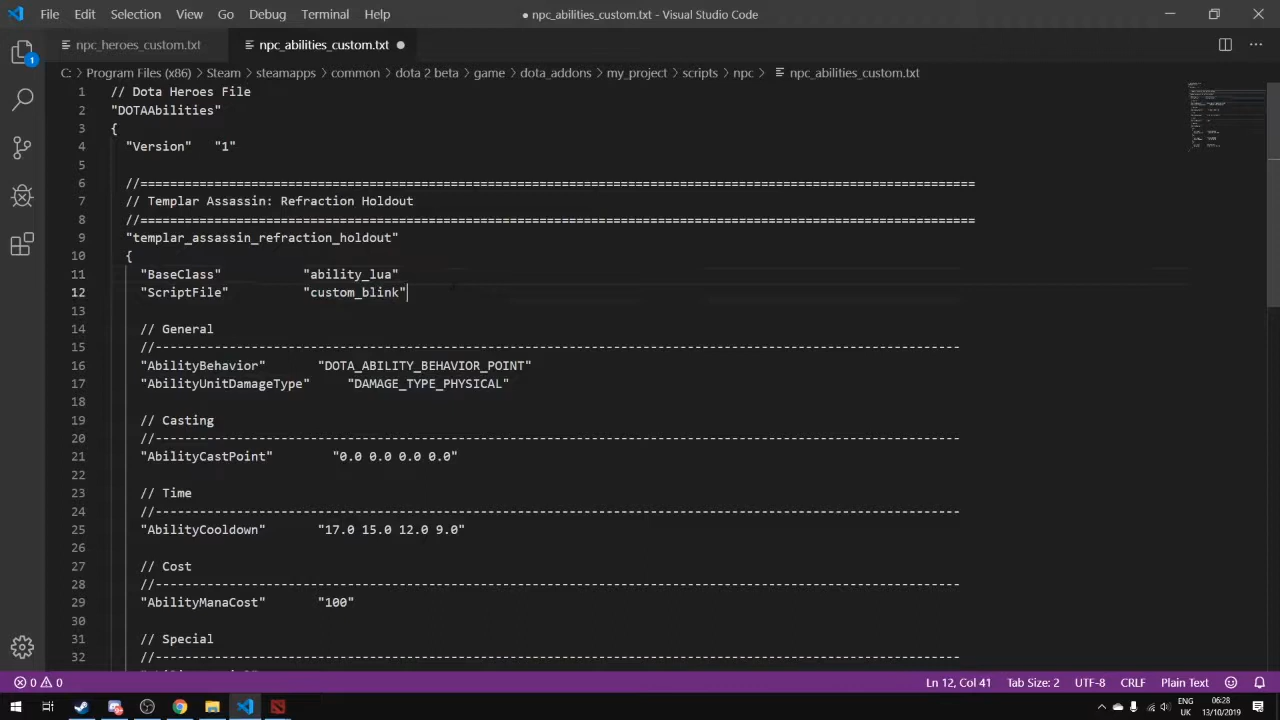 File Edit Selection View Go Debug Terminal Help
● npc_abilities_custom.txt - Visual Studio Code
npc_heroes_custom.txt
npc_abilities_custom.txt ●
C: > Program Files (x86) > Steam > steamapps > common > dota 2 beta > game > dota_addons > my_project > scripts > npc > npc_abilities_custom.txt
1 // Dota Heroes File
2 "DOTAAbilities"
3 {
4 "Version" "1"
5
6 //===================================================================================================================
7 // Templar Assassin: Refraction Holdout
8 //===================================================================================================================
9 "templar_assassin_refraction_holdout"
10 {
11 "BaseClass" "ability_lua"
12 "ScriptFile" "custom_blink"
13
14 // General
15 //-------------------------------------------------------------------------------------------------------------
16 "AbilityBehavior" "DOTA_ABILITY_BEHAVIOR_POINT"
17 "AbilityUnitDamageType" "DAMAGE_TYPE_PHYSICAL"
18
19 // Casting
20 //-------------------------------------------------------------------------------------------------------------
21 "AbilityCastPoint" "0.0 0.0 0.0 0.0"
22
23 // Time
24 //-------------------------------------------------------------------------------------------------------------
25 "AbilityCooldown" "17.0 15.0 12.0 9.0"
26
27 // Cost
28 //-------------------------------------------------------------------------------------------------------------
29 "AbilityManaCost" "100"
30
31 // Special
32 //-------------------------------------------------------------------------------------------------------------
1
0 0 Ln 12, Col 41 Tab Size: 2 UTF-8 CRLF Plain Text
ENG
UK
06:28
13/10/2019